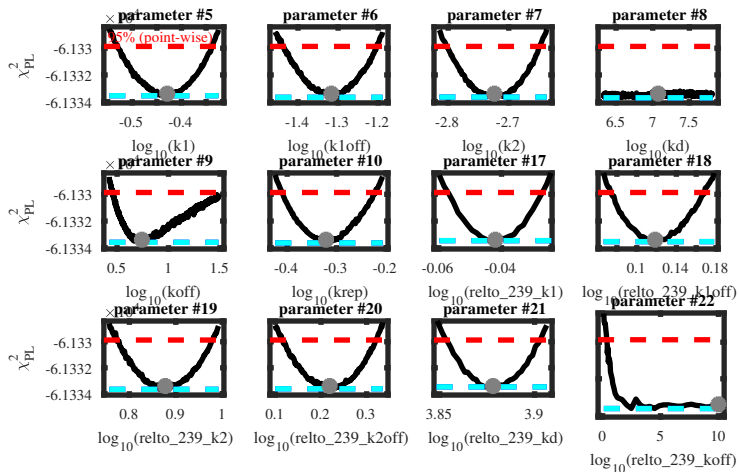 parameter #5 parameter #6 parameter #7 parameter #8
95% (point-wise)
-6.133
-6.1332
-6.1334
χ²PL
-0.5 -0.4 -1.4 -1.3 -1.2 -2.8 -2.7 6.5 7 7.5
log10(k1) log10(k1off) log10(k2) log10(kd)
parameter #9 parameter #10 parameter #17 parameter #18
-6.133
-6.1332
-6.1334
χ²PL
0.5 1 1.5 -0.4 -0.3 -0.2 -0.06 -0.04 0.1 0.14 0.18
log10(koff) log10(krep) log10(relto_239_k1) log10(relto_239_k1off)
parameter #19 parameter #20 parameter #21 parameter #22
-6.133
-6.1332
-6.1334
χ²PL
0.8 0.9 1 0.1 0.2 0.3 3.85 3.9 0 5 10
log10(relto_239_k2) log10(relto_239_k2off) log10(relto_239_kd) log10(relto_239_koff)